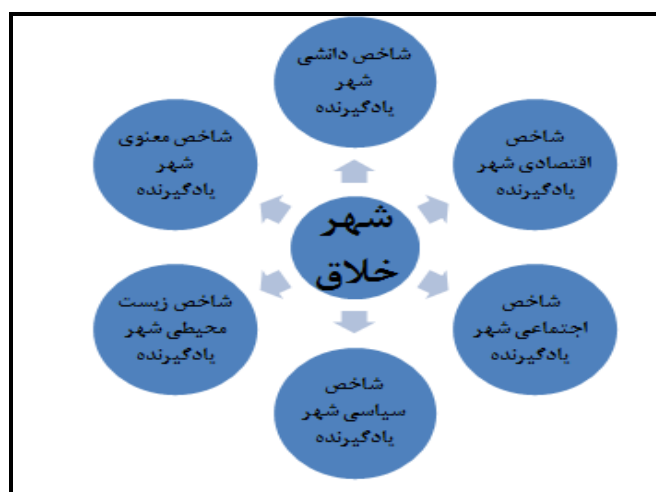 شاخص دانشی
شهر
یادگیرنده
شاخص
اقتصادی شهر
یادگیرنده
شاخص
اجتماعی شهر
یادگیرنده
شاخص
سیاسی شهر
یادگیرنده
شاخص زیست
محیطی شهر
یادگیرنده
شاخص معنوی
شهر
یادگیرنده
شهر
خلاق